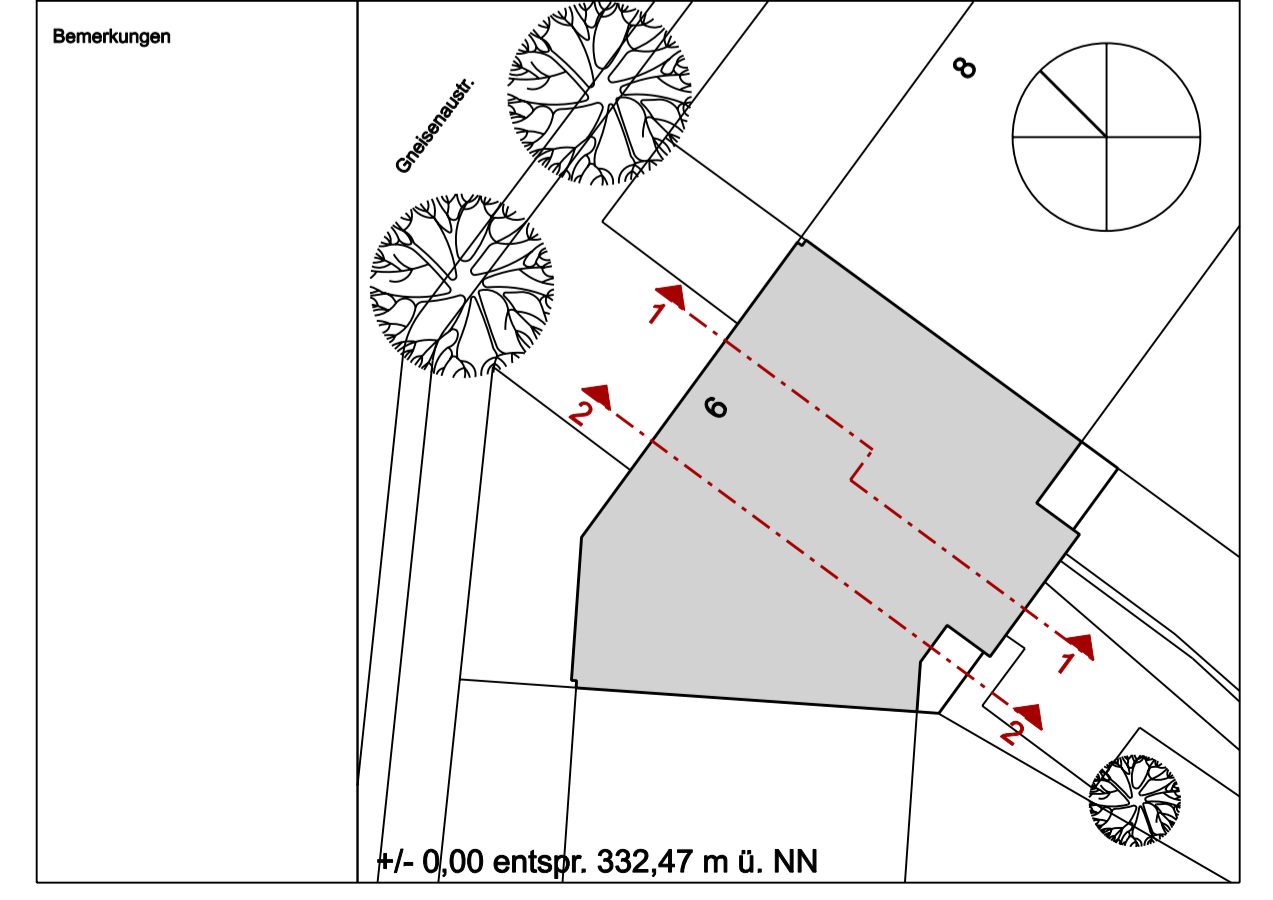 Bemerkungen
Gneisenaustr.
8
1
2
6
1
2
+/- 0,00 entspr. 332,47 m ü. NN